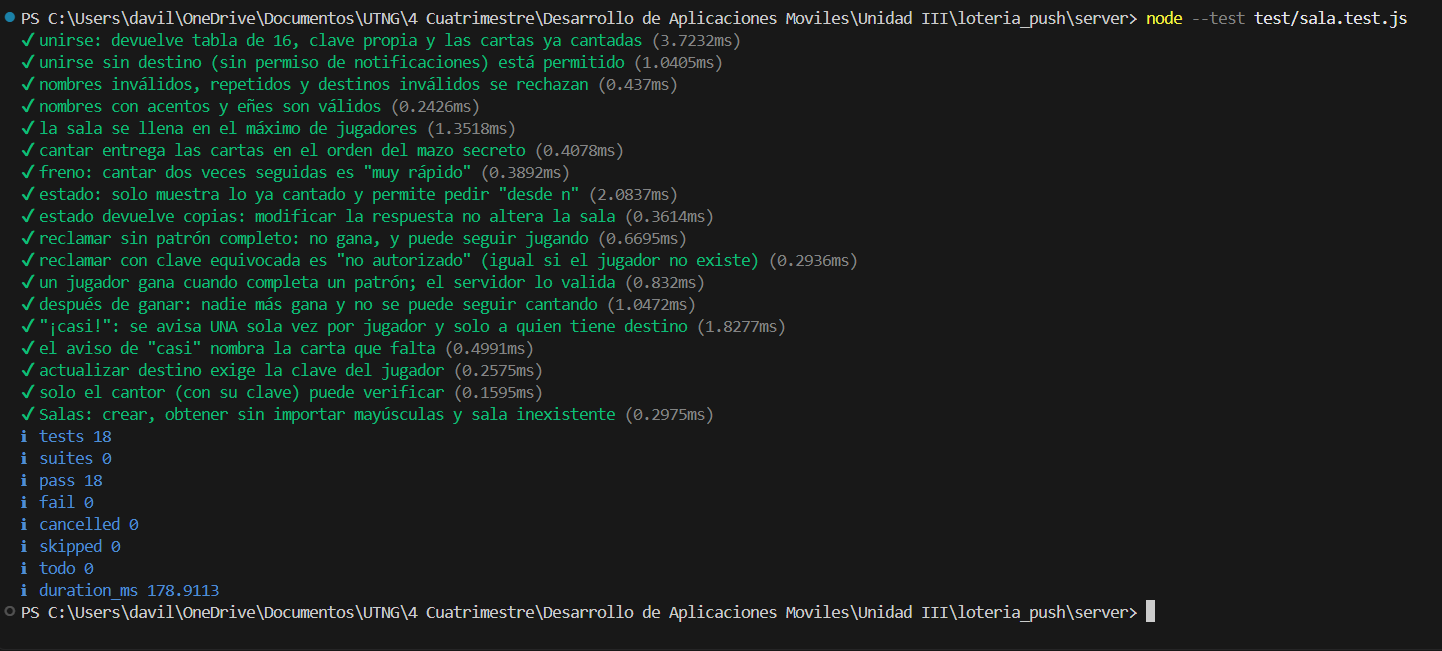 PS C:\Users\davil\OneDrive\Documentos\UTNG\4 Cuatrimestre\Desarrollo de Aplicaciones Moviles\Unidad III\loteria_push\server> node --test test/sala.test.js
✓ unirse: devuelve tabla de 16, clave propia y las cartas ya cantadas (3.7232ms)
✓ unirse sin destino (sin permiso de notificaciones) está permitido (1.0405ms)
✓ nombres inválidos, repetidos y destinos inválidos se rechazan (0.437ms)
✓ nombres con acentos y eñes son válidos (0.2426ms)
✓ la sala se llena en el máximo de jugadores (1.3518ms)
✓ cantar entrega las cartas en el orden del mazo secreto (0.4078ms)
✓ freno: cantar dos veces seguidas es "muy rápido" (0.3892ms)
✓ estado: solo muestra lo ya cantado y permite pedir "desde n" (2.0837ms)
✓ estado devuelve copias: modificar la respuesta no altera la sala (0.3614ms)
✓ reclamar sin patrón completo: no gana, y puede seguir jugando (0.6695ms)
✓ reclamar con clave equivocada es "no autorizado" (igual si el jugador no existe) (0.2936ms)
✓ un jugador gana cuando completa un patrón; el servidor lo valida (0.832ms)
✓ después de ganar: nadie más gana y no se puede seguir cantando (1.0472ms)
✓ "¡casi!": se avisa UNA sola vez por jugador y solo a quien tiene destino (1.8277ms)
✓ el aviso de "casi" nombra la carta que falta (0.4991ms)
✓ actualizar destino exige la clave del jugador (0.2575ms)
✓ solo el cantor (con su clave) puede verificar (0.1595ms)
✓ Salas: crear, obtener sin importar mayúsculas y sala inexistente (0.2975ms)
ℹ tests 18
ℹ suites 0
ℹ pass 18
ℹ fail 0
ℹ cancelled 0
ℹ skipped 0
ℹ todo 0
ℹ duration_ms 178.9113
PS C:\Users\davil\OneDrive\Documentos\UTNG\4 Cuatrimestre\Desarrollo de Aplicaciones Moviles\Unidad III\loteria_push\server>